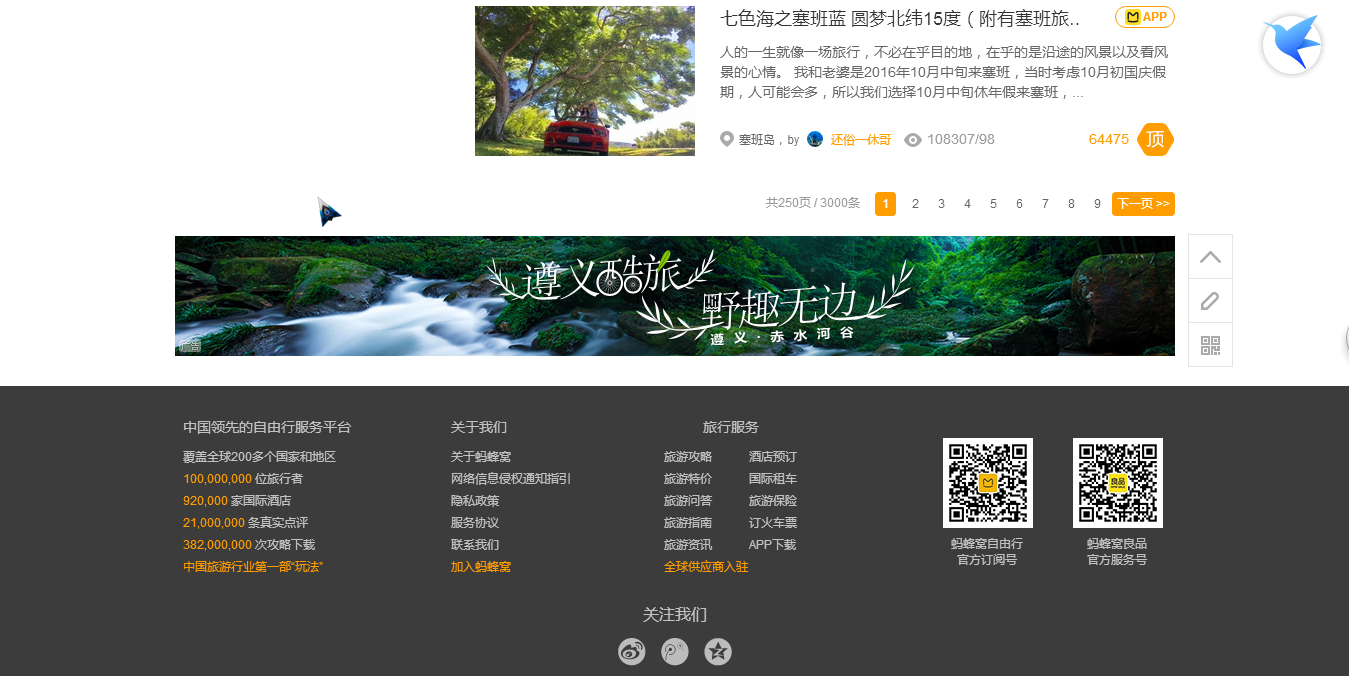 七色海之塞班蓝 圆梦北纬15度（附有塞班旅..
APP
人的一生就像一场旅行，不必在乎目的地，在乎的是沿途的风景以及看风
景的心情。 我和老婆是2016年10月中旬来塞班，当时考虑10月初国庆假
期，人可能会多，所以我们选择10月中旬休年假来塞班，...
塞班岛，by 还俗一休哥 108307/98 64475 顶
共250页 / 3000条 1 2 3 4 5 6 7 8 9 下一页 >>
遵义酷旅
野趣无边
遵义·赤水河谷
广告
中国领先的自由行服务平台
覆盖全球200多个国家和地区
100,000,000 位旅行者
920,000 家国际酒店
21,000,000 条真实点评
382,000,000 次攻略下载
中国旅游行业第一部“玩法”
关于我们
关于蚂蜂窝
网络信息侵权通知指引
隐私政策
服务协议
联系我们
加入蚂蜂窝
旅行服务
旅游攻略 酒店预订
旅游特价 国际租车
旅游问答 旅游保险
旅游指南 订火车票
旅游资讯 APP下载
全球供应商入驻
良品
蚂蜂窝自由行
官方订阅号
蚂蜂窝良品
官方服务号
关注我们